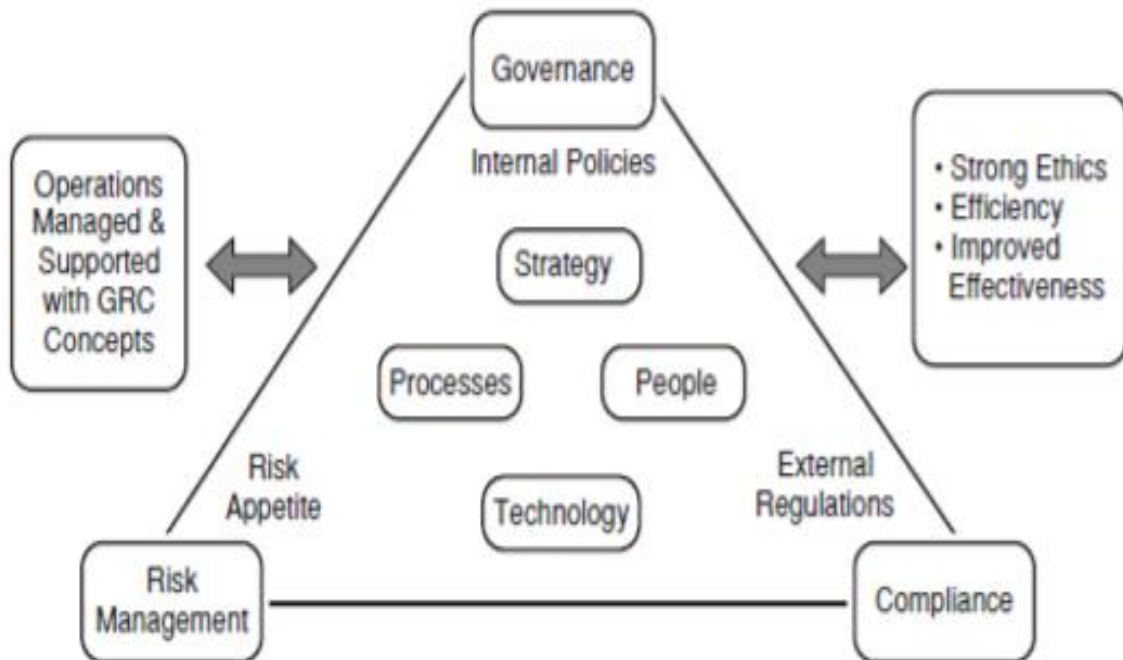 Governance
Internal Policies
Operations
Managed &
Supported
with GRC
Concepts
• Strong Ethics
• Efficiency
• Improved
Effectiveness
Strategy
Processes
People
Risk
Appetite
External
Regulations
Technology
Risk
Management
Compliance